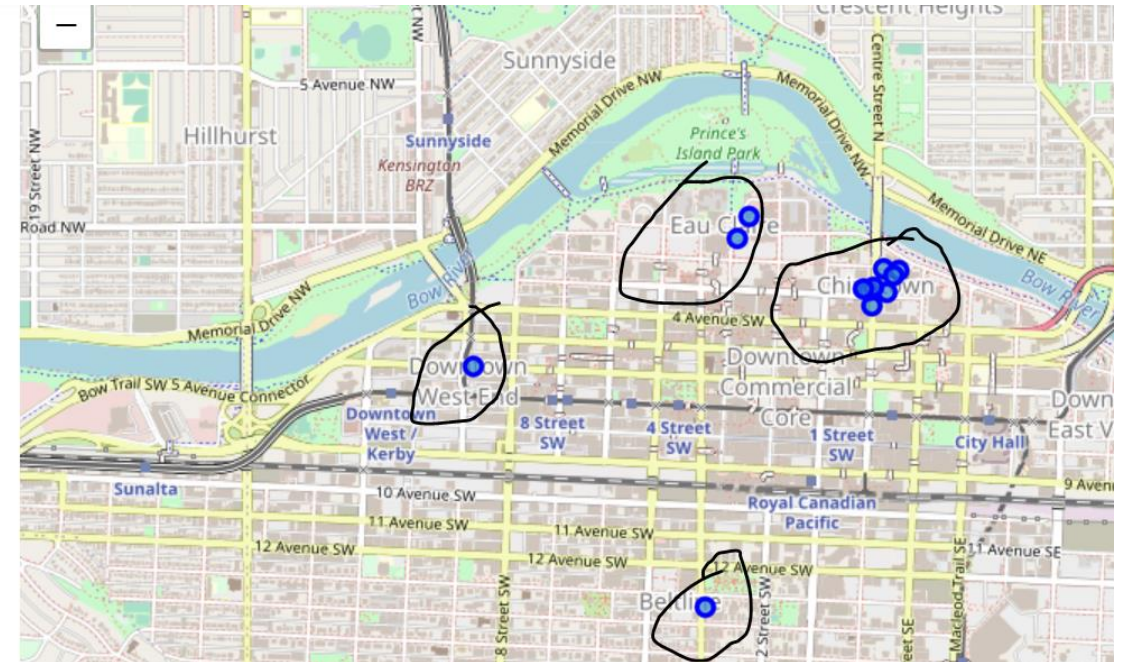 −
Crescent Heights
NW
Sunnyside
5 Avenue NW
Centre Street N
Memorial Drive NW
Memorial Drive NW
Hillhurst
Sunnyside
Prince's
Island Park
Kensington
BRZ
19 Street NW
Road NW
Eau Claire
Memorial Drive NE
Bow River
Bow River
Chinatown
Memorial Drive NW
4 Avenue SW
Downtown
West End
Downtown
Commercial
Core
Bow Trail SW
5 Avenue Connector
Downtown
West /
Kerby
8 Street
SW
4 Street
SW
1 Street
SW
City Hall
Down
East V
Sunalta
10 Avenue SW
Royal Canadian
Pacific
9 Aven
11 Avenue SW
11 Avenue SW
12 Avenue SW
12 Avenue SW
12 Avenue SW
11 Avenue SE
Beltline
8 Street SW
2 Street SW
eet SE
Macleod Trail SE